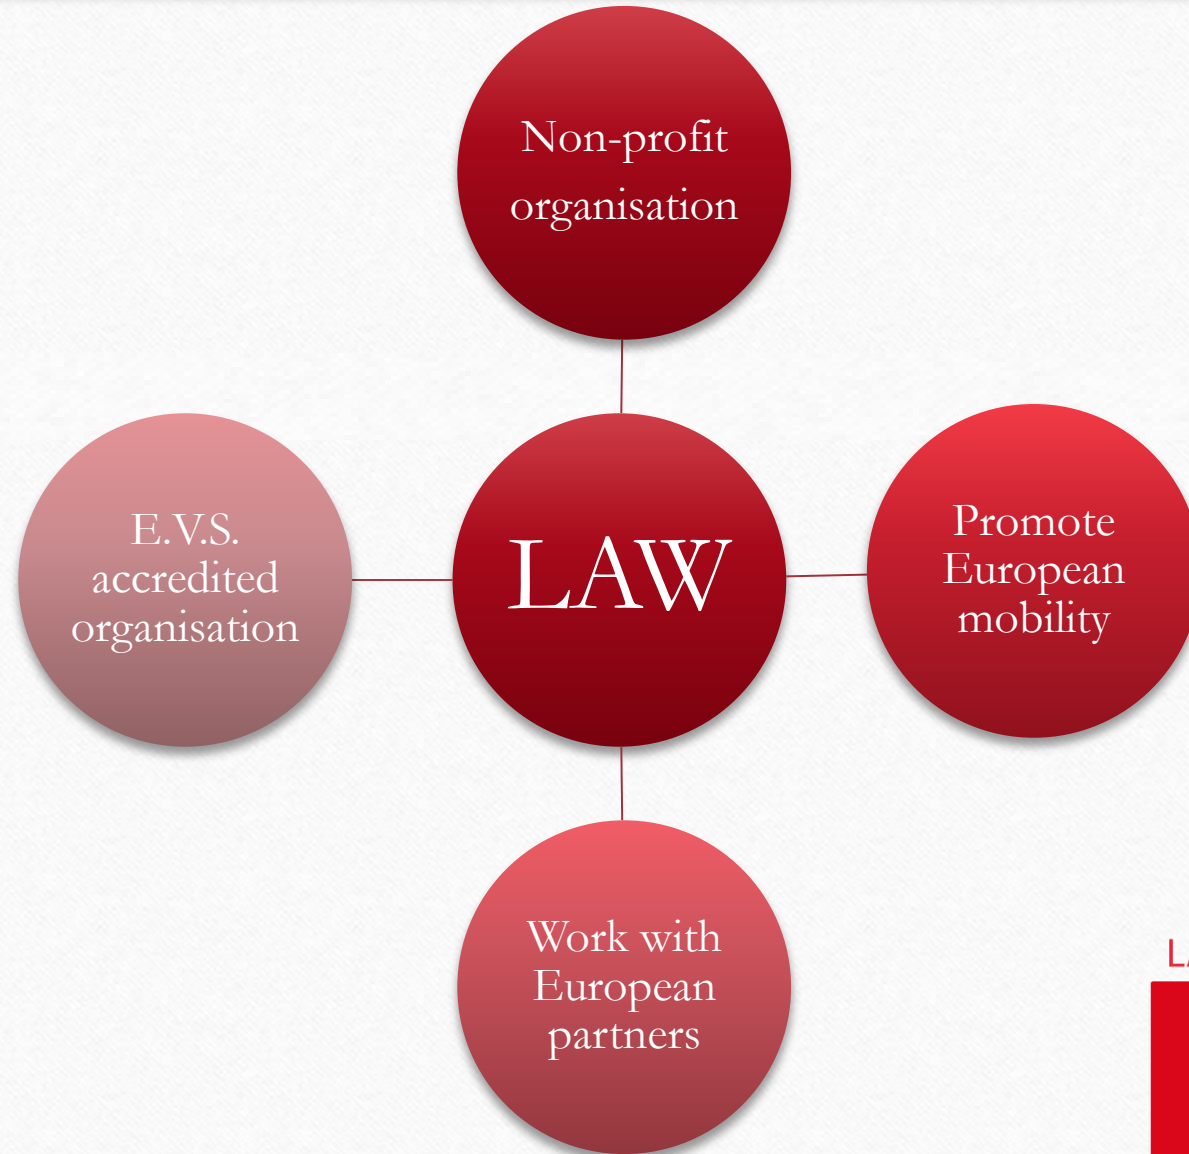 Non-profit
organisation
E.V.S.
accredited
organisation
LAW
Promote
European
mobility
Work with
European
partners